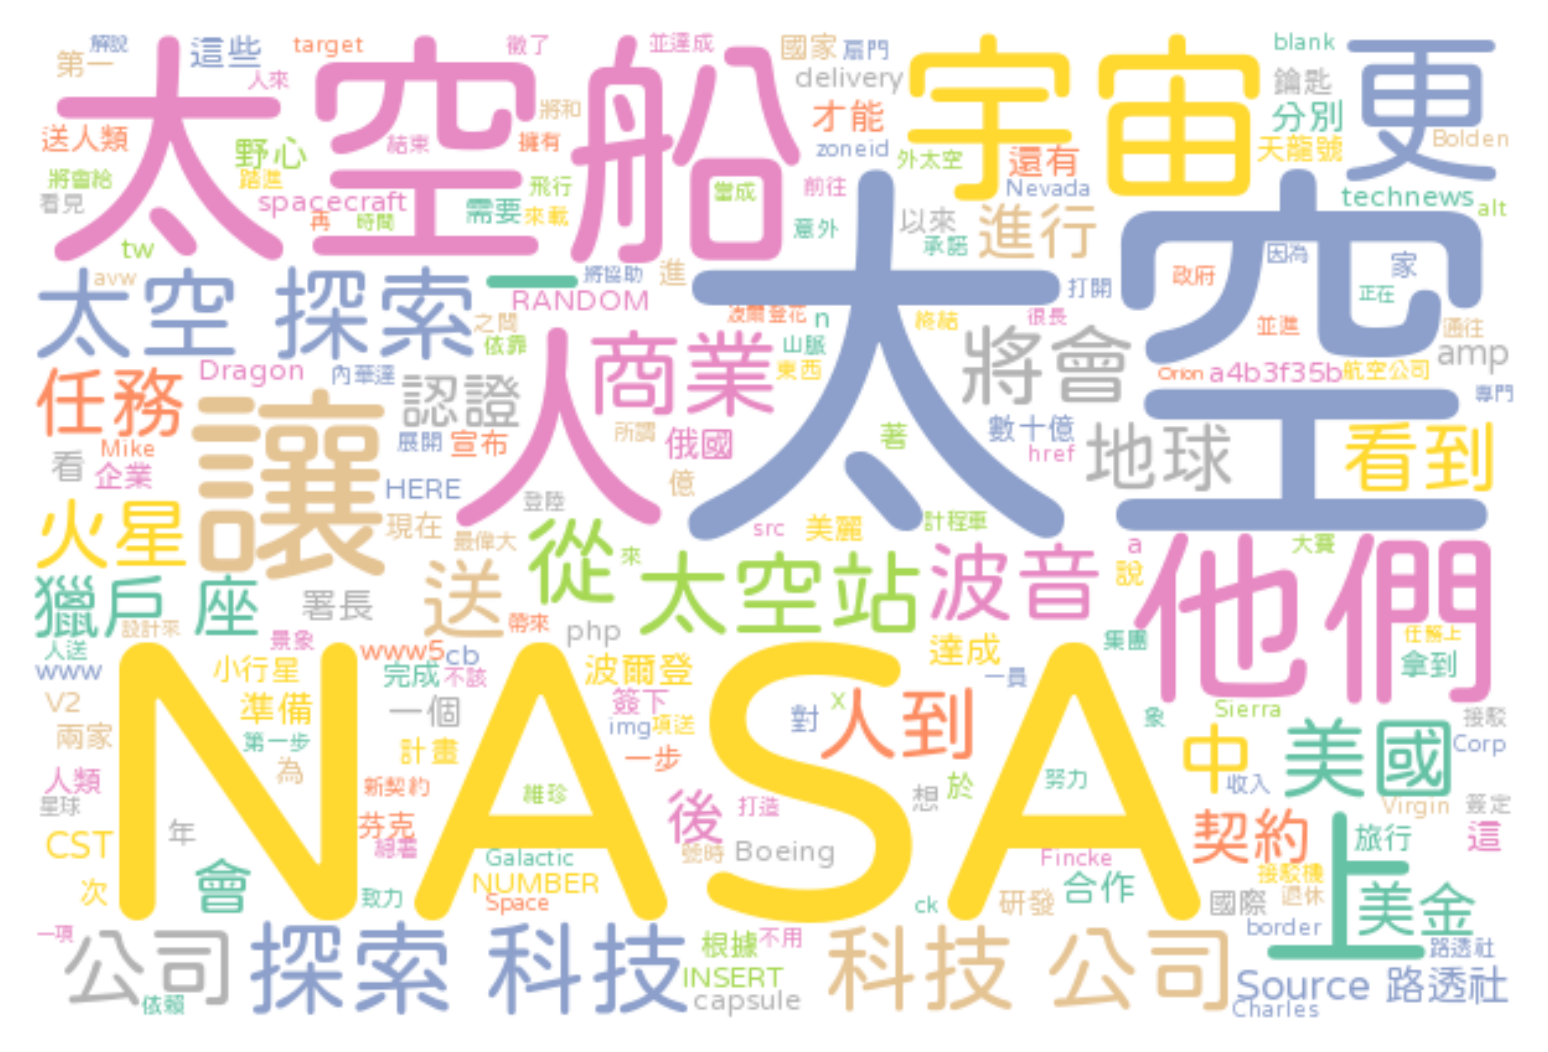 解說 這些 target 徵了 並達成 國家 扇門 blank
第一 人來 太空船 delivery 宇宙 鑰匙 更
送人類 野心 結束 將和 擁有 才能 分別 Bolden
將會給 踏進 飛行 當成 zoneid 外太空 還有 天龍號
看見 spacecraft 再 時間 需要 來載 前往 Nevada technews alt
tw 意外 以來 承諾 進行
avw 太空 探索 一 將協助 進 太空 打開 因為 家
RANDOM 之間 波爾登花 n 終結 很長 政府 正在
依靠 山脈 並進 通往
Dragon 內華達 人 商業 東西 將會 Orion a4b3f35b 航空公司 amp
任務 讓 認證 專門
Mike 展開 宣布 所謂 俄國 著 數十億 地球 看到
看 企業 HERE 億 href
火星 現在 登陸 src 美麗 計程車
最偉大 從 來 a 大賽
獵戶 座 署長 送 太空站 波音 說 他們
設計來 景象 帶來 php 集團 任務上
人送 www5 cb 達成 拿到
www 小行星 完成 不該 波爾登 一員
V2 準備 一個 簽下 x Sierra
兩家 第一步 計畫 img 項送 對 人到 象 接駁
NASA 一步 中 美國 Corp
人類 為 新契約 努力 收入
星球 維珍 打造 想 於 Virgin 簽定
年 芬克 後 契約 旅行 這
CST 總署 Galactic 號時 Boeing Fincke 上
次 會 NUMBER 合作 接駁機 美金
致力 Space ck 研發 國際 退休
一項 border
公司 探索 科技 根據 不用 科技 公司 路透社
依賴 INSERT Source 路透社
capsule Charles